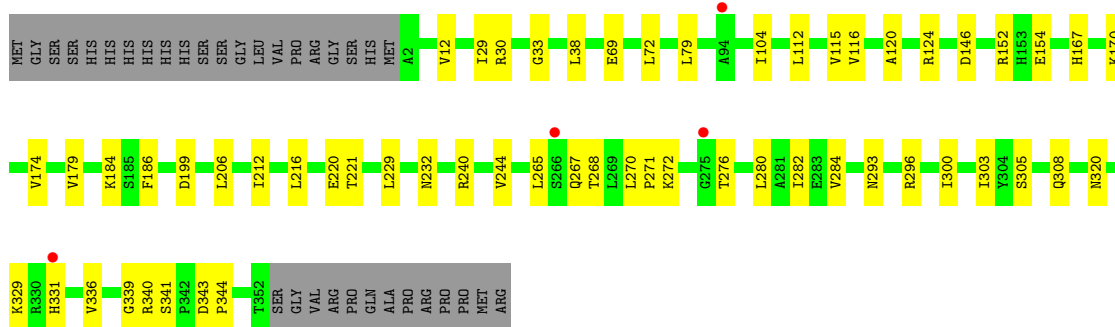 MET GLY SER SER HIS HIS HIS HIS HIS HIS SER SER GLY LEU VAL PRO ARG GLY SER HIS MET A2 V12 I29 R30 G33 L38 E69 L72 L79 A94 I104 L112 V115 V116 A120 R124 D146 R152 H153 E154 H167 K170
V174 V179 K184 S185 F186 D199 L206 I212 L216 E220 T221 L229 N232 R240 V244 L265 S266 Q267 T268 L269 L270 P271 K272 G275 T276 L280 A281 I282 E283 V284 N293 R296 I300 I303 Y304 S305 Q308 N320
K329 R330 H331 V336 G339 R340 S341 P342 D343 P344 T352 SER GLY VAL ARG PRO GLN ALA PRO ARG PRO PRO MET ARG